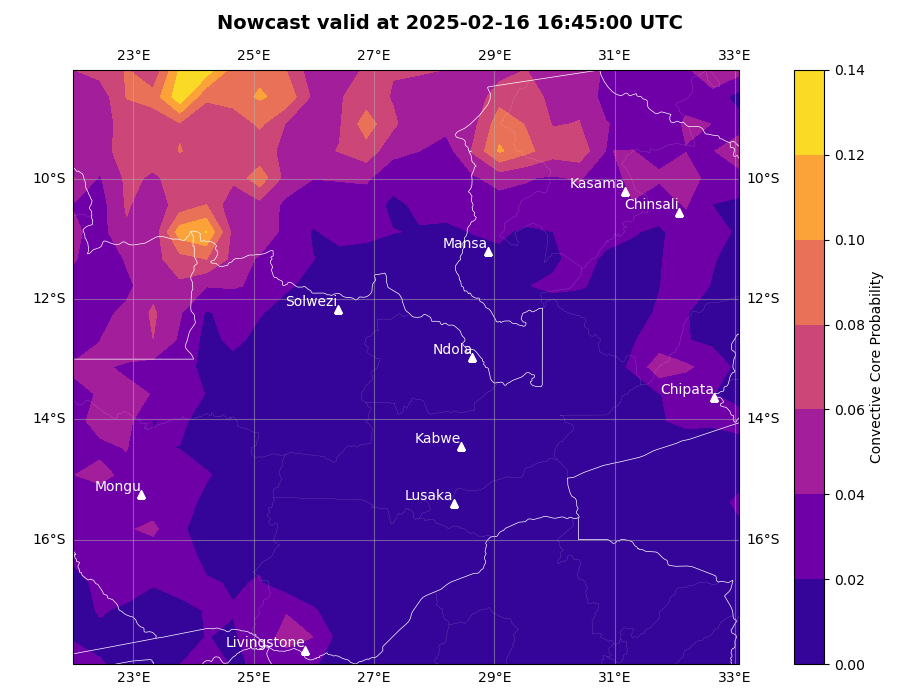 Nowcast valid at 2025-02-16 16:45:00 UTC
23°E 25°E 27°E 29°E 31°E 33°E
0.14
0.12
10°S 10°S
Kasama
Chinsali
0.10
Mansa
12°S 12°S
Solwezi
0.08
Ndola
Chipata
0.06
14°S 14°S
Kabwe
Mongu
Lusaka
0.04
16°S 16°S
0.02
Livingstone
0.00
23°E 25°E 27°E 29°E 31°E 33°E
Convective Core Probability